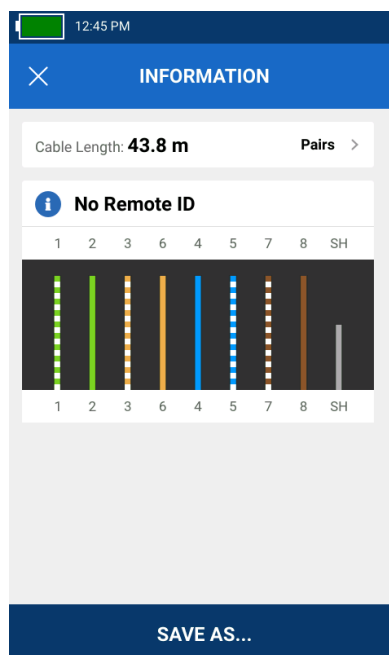 12:45 PM
INFORMATION
Cable Length: 43.8 m Pairs
No Remote ID
1 2 3 6 4 5 7 8 SH
1 2 3 6 4 5 7 8 SH
SAVE AS...